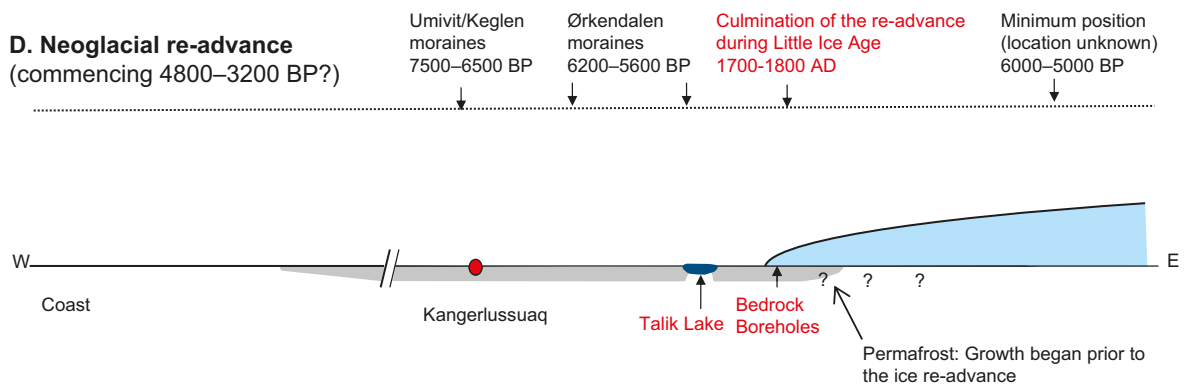 D. Neoglacial re-advance
(commencing 4800–3200 BP?)
Umivit/Keglen
moraines
7500–6500 BP
Ørkendalen
moraines
6200–5600 BP
Culmination of the re-advance
during Little Ice Age
1700-1800 AD
Minimum position
(location unknown)
6000–5000 BP
W
E
? ? ?
Coast
Kangerlussuaq
Talik Lake
Bedrock
Boreholes
Permafrost: Growth began prior to
the ice re-advance